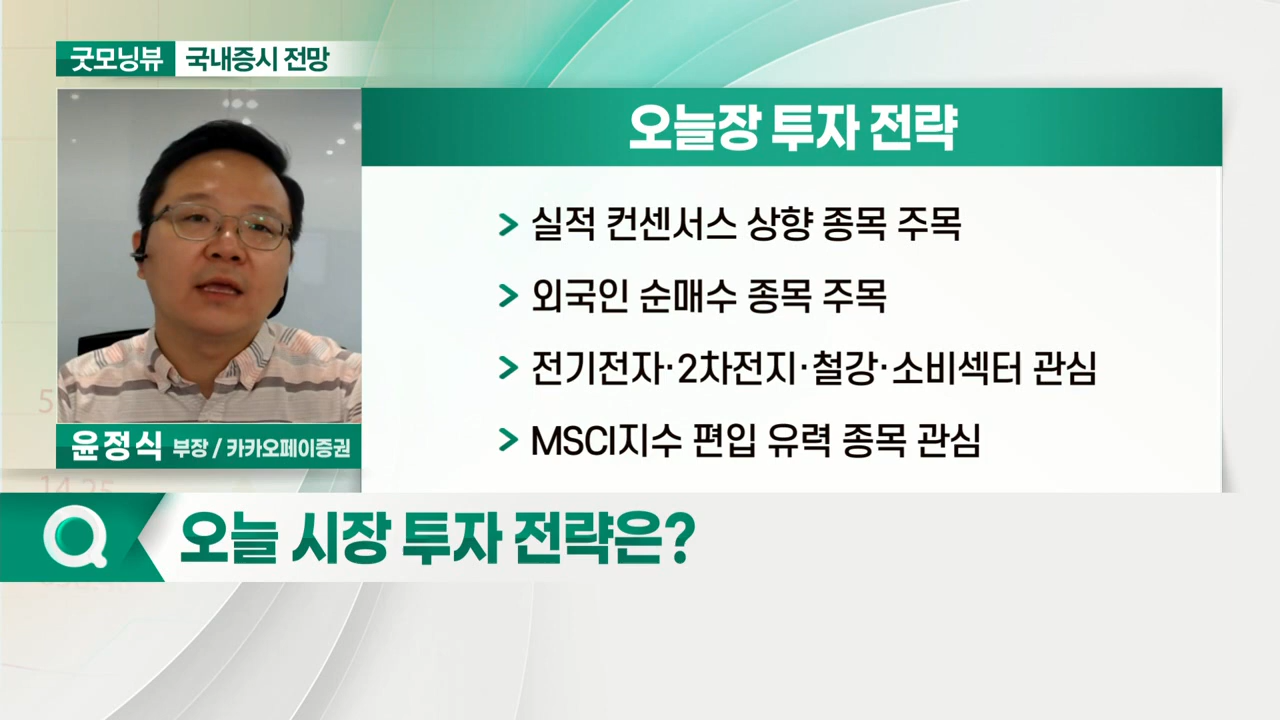 굿모닝뷰 국내증시 전망
오늘장 투자 전략
> 실적 컨센서스 상향 종목 주목
> 외국인 순매수 종목 주목
> 전기전자·2차전지·철강·소비섹터 관심
> MSCI지수 편입 유력 종목 관심
윤정식 부장 / 카카오페이증권
Q 오늘 시장 투자 전략은?